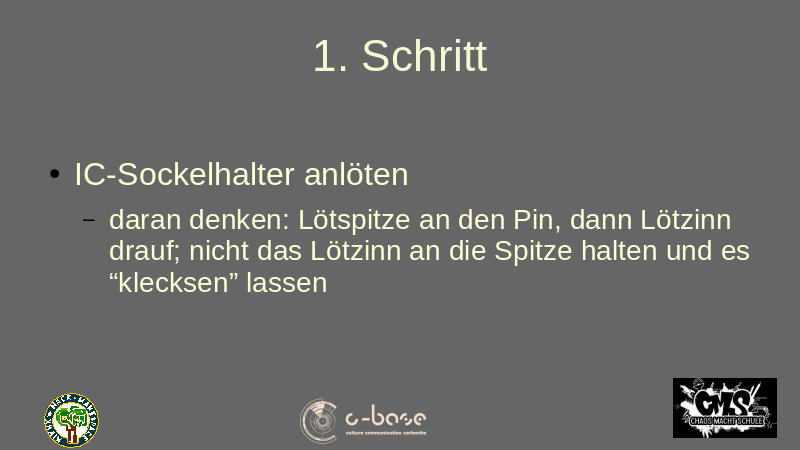 1. Schritt
• IC-Sockelhalter anlöten
– daran denken: Lötspitze an den Pin, dann Lötzinn
drauf; nicht das Lötzinn an die Spitze halten und es
“klecksen” lassen
c-base
culture communication carbonite
CMS
CHAOS MACHT SCHULE